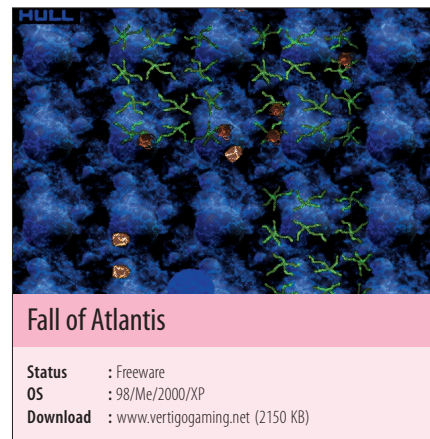 HULL
Fall of Atlantis
Status : Freeware
OS : 98/Me/2000/XP
Download : www.vertigogaming.net (2150 KB)